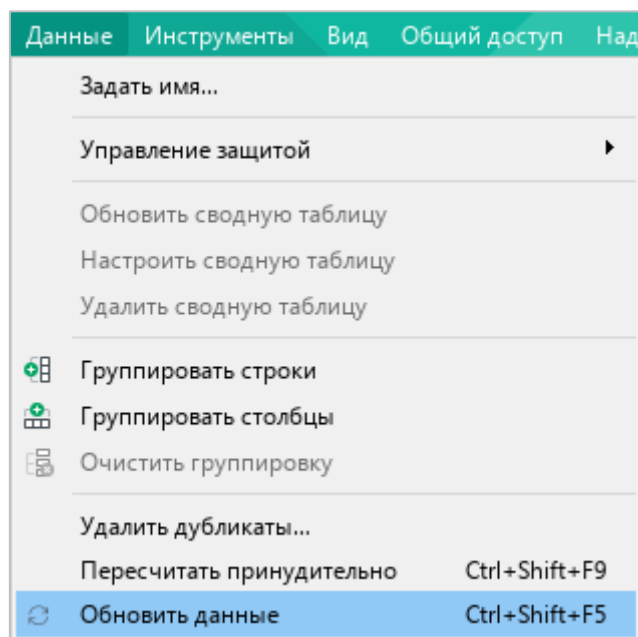 Данные Инструменты Вид Общий доступ Над
Задать имя...
Управление защитой
Обновить сводную таблицу
Настроить сводную таблицу
Удалить сводную таблицу
Группировать строки
Группировать столбцы
Очистить группировку
Удалить дубликаты...
Пересчитать принудительно Ctrl+Shift+F9
Обновить данные Ctrl+Shift+F5